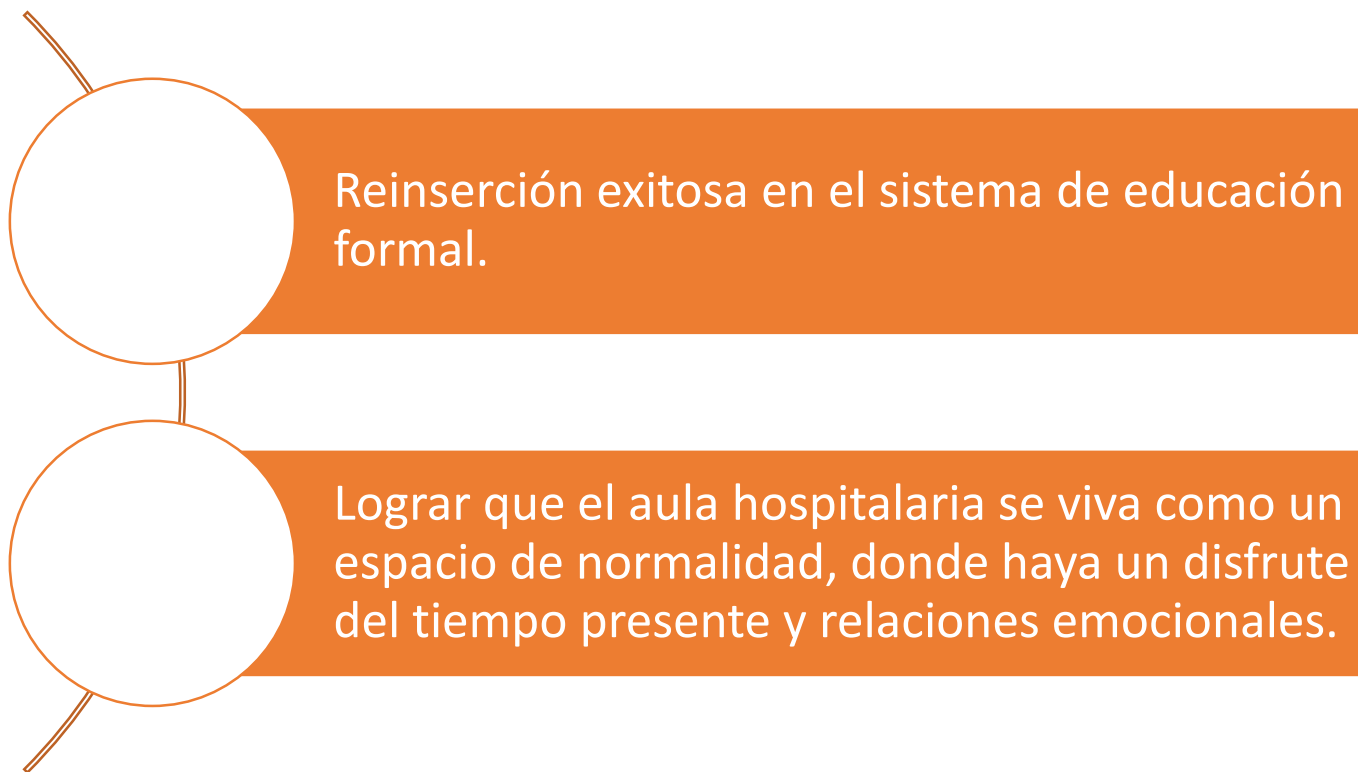 Reinserción exitosa en el sistema de educación
formal.
Lograr que el aula hospitalaria se viva como un
espacio de normalidad, donde haya un disfrute
del tiempo presente y relaciones emocionales.